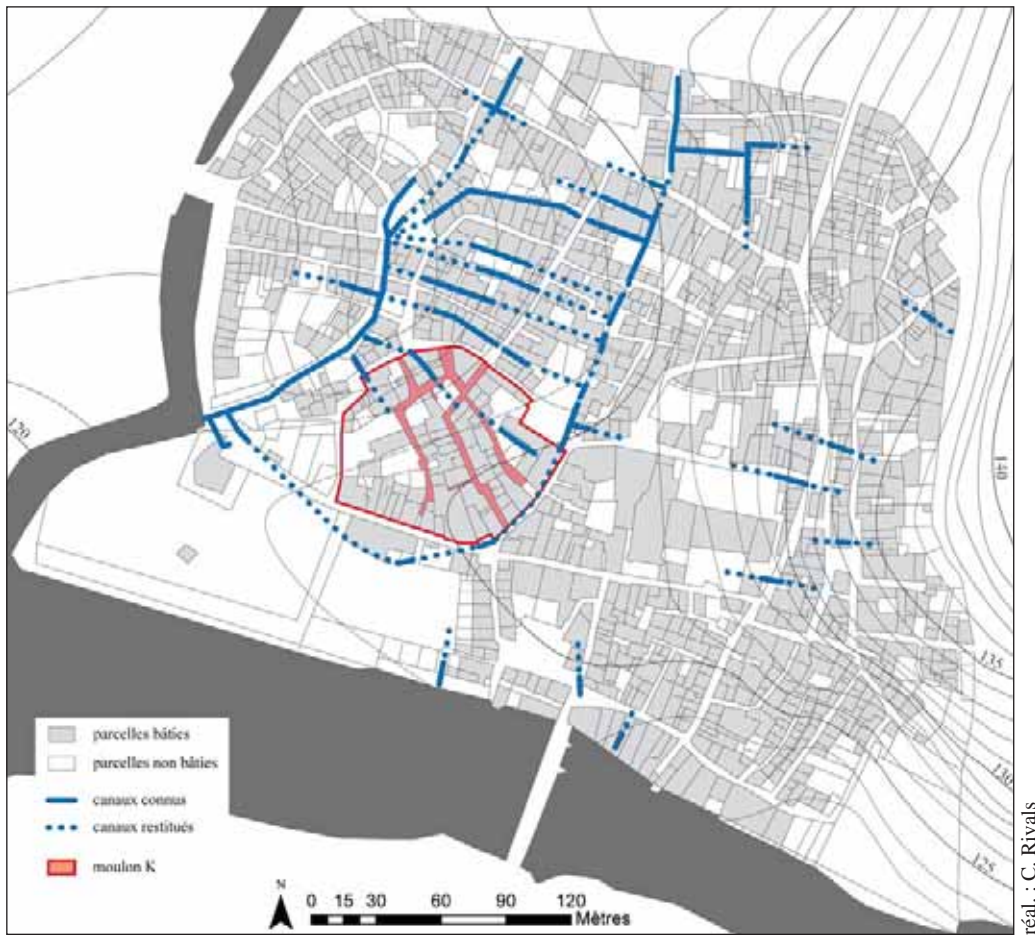 120
140
135
130
125
parcelles bâties
parcelles non bâties
canaux connus
canaux restitués
moulon K
N
0 15 30 60 90 120
Mètres
réal. : C. Rivals